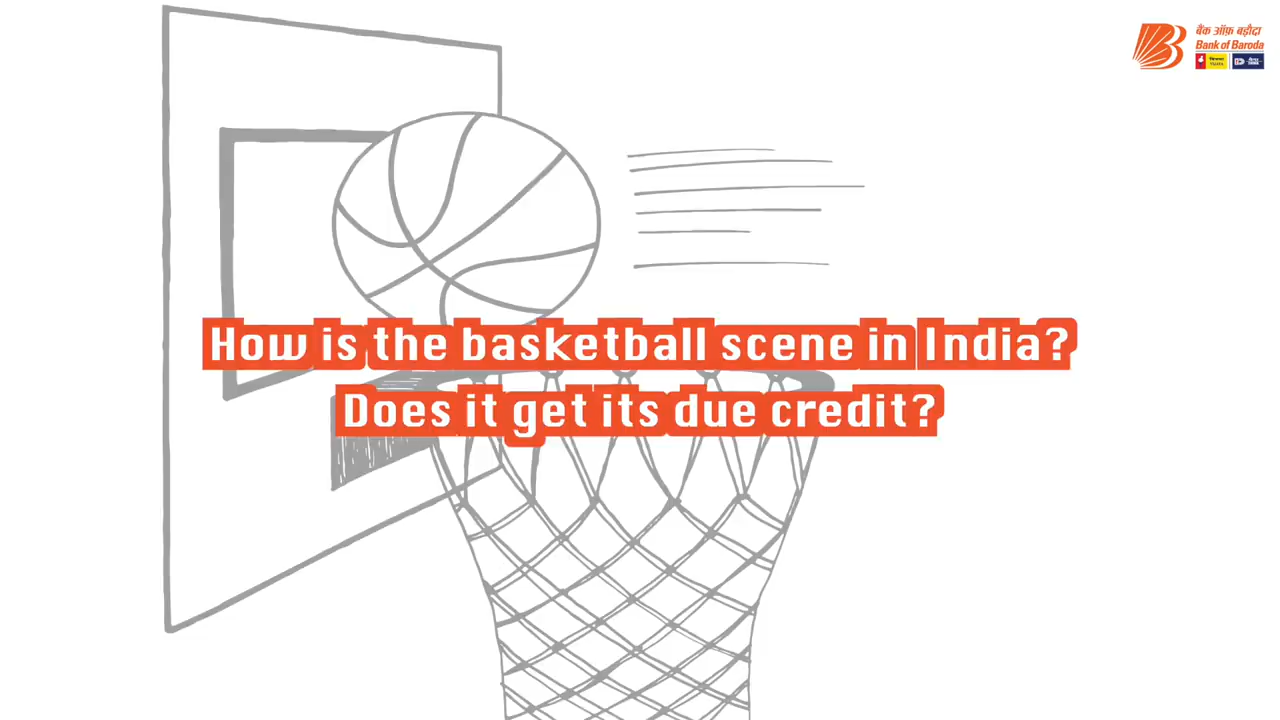 बैंक ऑफ़ बड़ौदा
Bank of Baroda
How is the basketball scene in India?
Does it get its due credit?